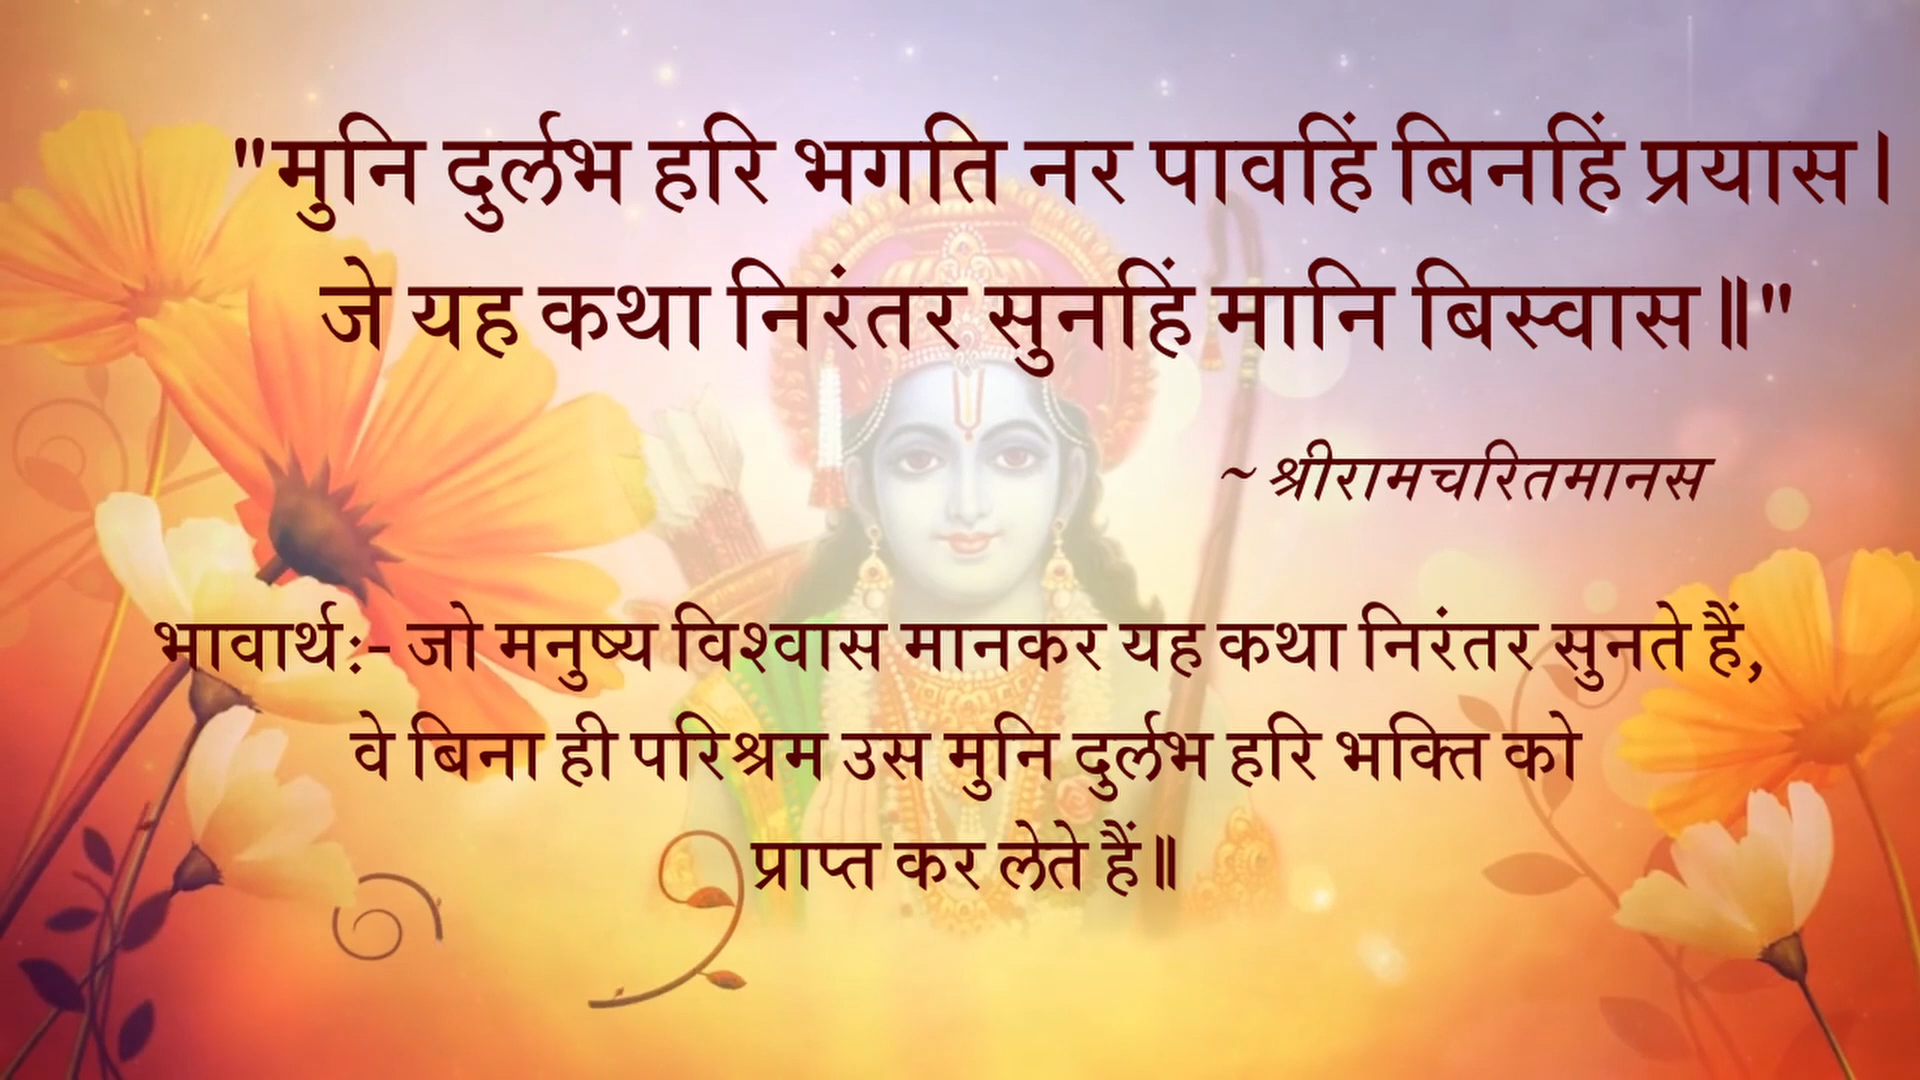 "मुनि दुर्लभ हरि भगति नर पावहिं बिनहिं प्रयास।
जे यह कथा निरंतर सुनहिं मानि बिस्वास॥"
~श्रीरामचरितमानस
भावार्थ:- जो मनुष्य विश्वास मानकर यह कथा निरंतर सुनते हैं,
वे बिना ही परिश्रम उस मुनि दुर्लभ हरि भक्ति को
प्राप्त कर लेते हैं॥